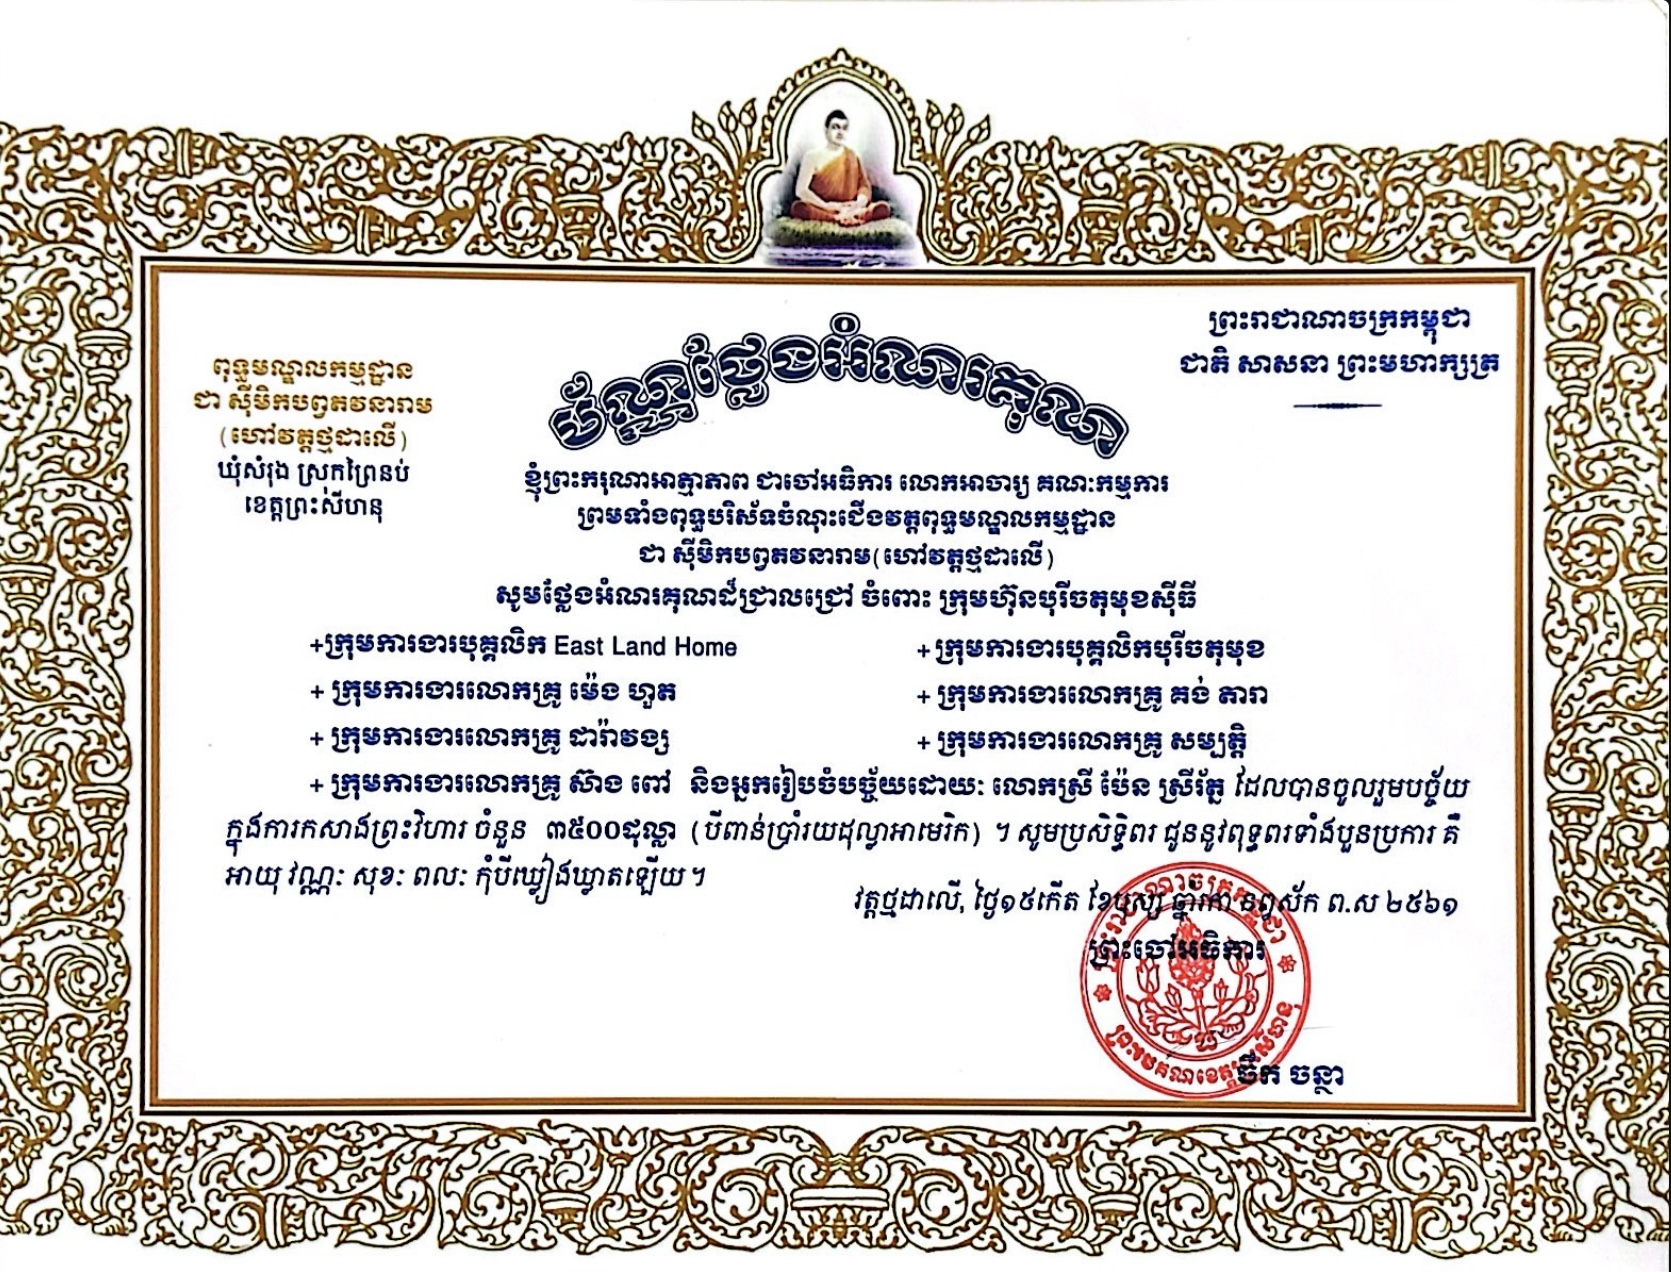 ព្រះរាជាណាចក្រកម្ពុជា
ជាតិ សាសនា ព្រះមហាក្សត្រ
ពុទ្ធមណ្ឌលកម្មដ្ឋាន
ជា ស៊ីមិកបព្វតវនារាម
(ហៅវត្តថ្មដាលើ)
ឃុំសំរុង ស្រុកព្រៃនប់
ខេត្តព្រះសីហនុ
ប័ណ្ណថ្លែងអំណរគុណ
ខ្ញុំព្រះករុណាអាត្មាភាព ជាចៅអធិការ លោកអាចារ្យ គណៈកម្មការ
ព្រមទាំងពុទ្ធបរិស័ទចំណុះជើងវត្តពុទ្ធមណ្ឌលកម្មដ្ឋាន
ជា ស៊ីមិកបព្វតវនារាម(ហៅវត្តថ្មដាលើ)
សូមថ្លែងអំណរគុណដ៏ជ្រាលជ្រៅ ចំពោះ ក្រុមហ៊ុនបុរីចតុមុខស៊ីធី
+ក្រុមការងារបុគ្គលិក East Land Home
+ ក្រុមការងារបុគ្គលិកបុរីចតុមុខ
+ ក្រុមការងារលោកគ្រូ ម៉េង ហួត
+ ក្រុមការងារលោកគ្រូ គង់ តារា
+ ក្រុមការងារលោកគ្រូ ដារ៉ាវង្ស
+ ក្រុមការងារលោកគ្រូ សម្បត្តិ
+ ក្រុមការងារលោកគ្រូ ស៊ាង ពៅ និងអ្នករៀបចំបច្ច័យដោយៈ លោកស្រី ប៉ែន ស្រីរ័ត្ន ដែលបានចូលរួមបច្ច័យ
ក្នុងការកសាងព្រះវិហារ ចំនួន ៣៥០០ដុល្លា (បីពាន់ប្រាំរយដុល្លាអាមេរិក) ។ សូមប្រសិទ្ធិពរ ជូននូវពុទ្ធពរទាំងបួនប្រការ គឺ
អាយុ វណ្ណៈ សុខៈ ពលៈ កុំបីឃ្លៀងឃ្លាតឡើយ។
វត្តថ្មដាលើ, ថ្ងៃ១៥កើត ខែបុស្ស ឆ្នាំរកា នព្វស័ក ព.ស ២៥៦១
ព្រះចៅអធិការ
ព្រះរាជាណាចក្រកម្ពុជា
ចន្ថា